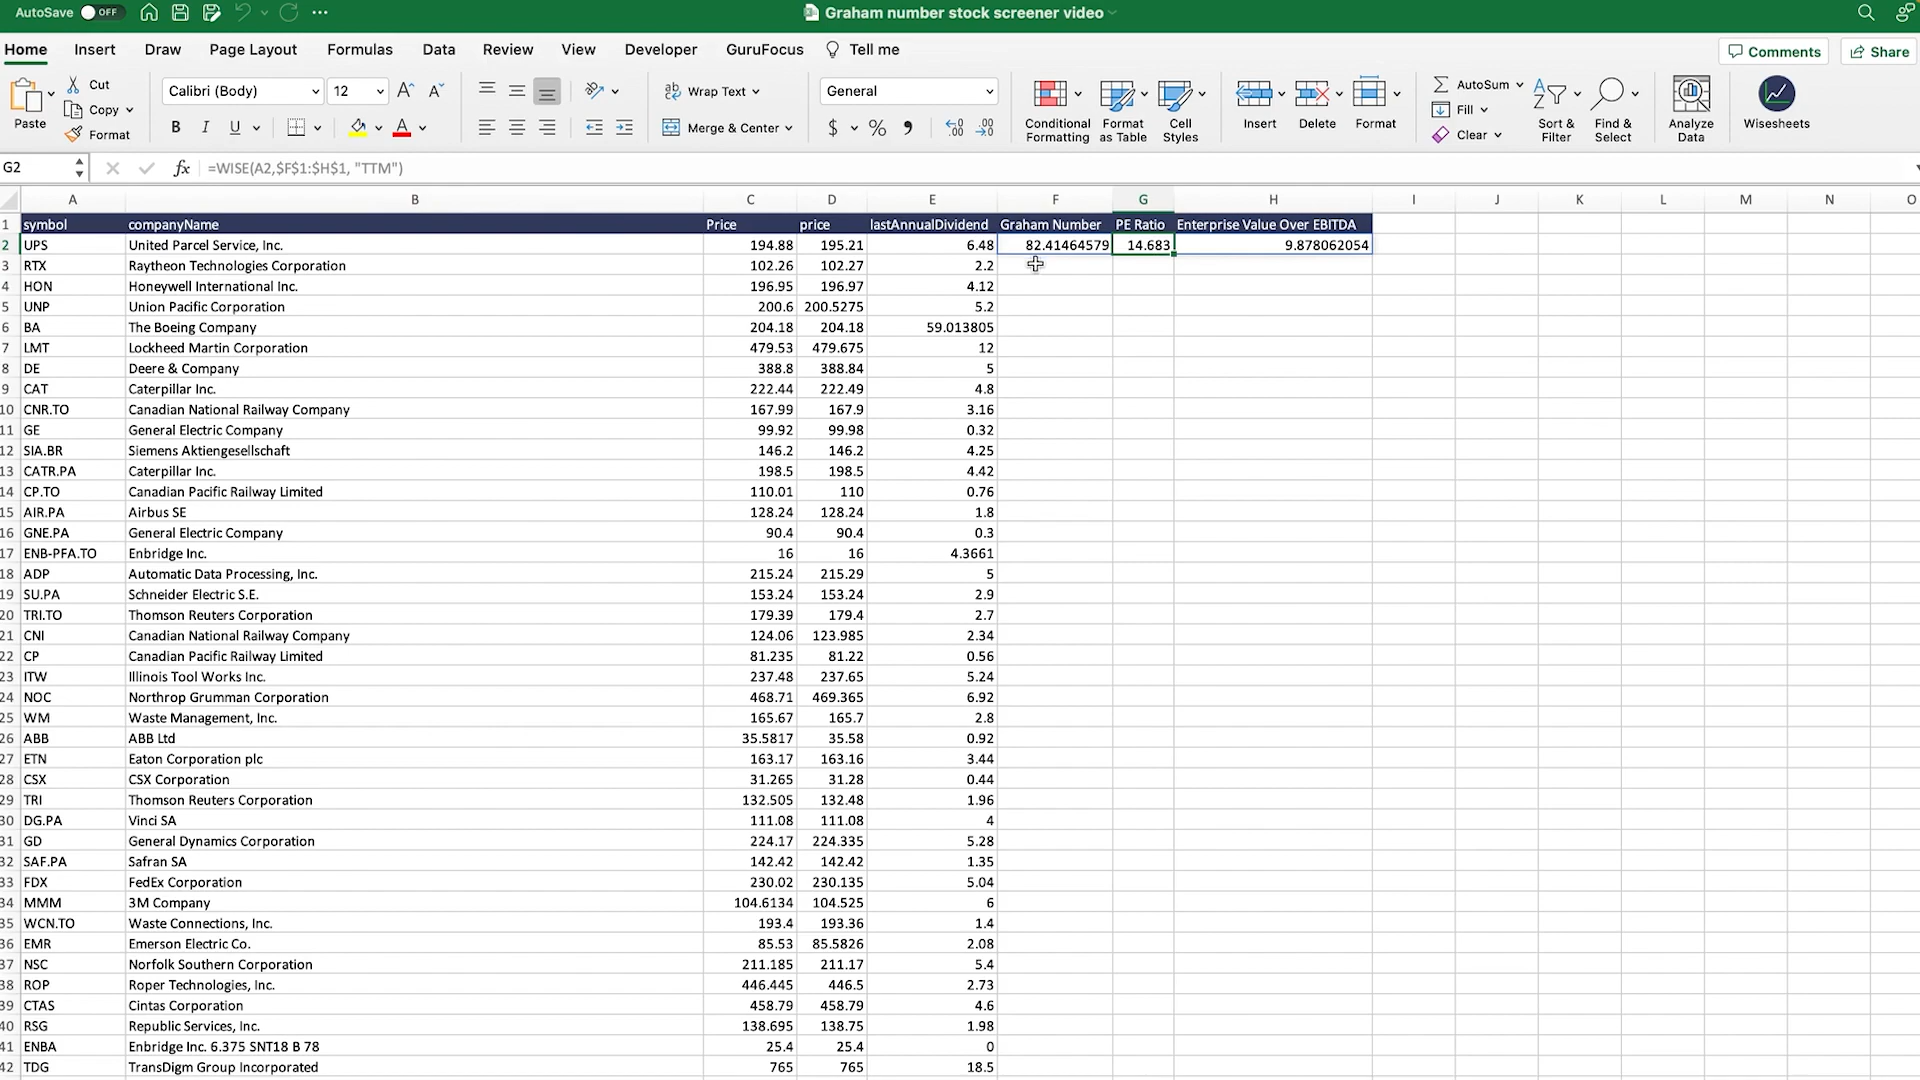 AutoSave OFF Graham number stock screener video
Home Insert Draw Page Layout Formulas Data Review View Developer GuruFocus Tell me Comments Share
Paste Cut Copy Format Calibri (Body) 12 A A Wrap Text General Conditional Formatting Format as Table Cell Styles Insert Delete Format AutoSum Fill Clear Sort & Filter Find & Select Analyze Data Wisesheets
B I U A Merge & Center $ %
G2 fx =WISE(A2,$F$1:$H$1, "TTM")
A B C D E F G H I J K L M N O
1 symbol companyName Price price lastAnnualDividend Graham Number PE Ratio Enterprise Value Over EBITDA
2 UPS United Parcel Service, Inc. 194.88 195.21 6.48 82.41464579 14.683 9.878062054
3 RTX Raytheon Technologies Corporation 102.26 102.27 2.2
4 HON Honeywell International Inc. 196.95 196.97 4.12
5 UNP Union Pacific Corporation 200.6 200.5275 5.2
6 BA The Boeing Company 204.18 204.18 59.013805
7 LMT Lockheed Martin Corporation 479.53 479.675 12
8 DE Deere & Company 388.8 388.84 5
9 CAT Caterpillar Inc. 222.44 222.49 4.8
10 CNR.TO Canadian National Railway Company 167.99 167.9 3.16
11 GE General Electric Company 99.92 99.98 0.32
12 SIA.BR Siemens Aktiengesellschaft 146.2 146.2 4.25
13 CATR.PA Caterpillar Inc. 198.5 198.5 4.42
14 CP.TO Canadian Pacific Railway Limited 110.01 110 0.76
15 AIR.PA Airbus SE 128.24 128.24 1.8
16 GNE.PA General Electric Company 90.4 90.4 0.3
17 ENB-PFA.TO Enbridge Inc. 16 16 4.3661
18 ADP Automatic Data Processing, Inc. 215.24 215.29 5
19 SU.PA Schneider Electric S.E. 153.24 153.24 2.9
20 TRI.TO Thomson Reuters Corporation 179.39 179.4 2.7
21 CNI Canadian National Railway Company 124.06 123.985 2.34
22 CP Canadian Pacific Railway Limited 81.235 81.22 0.56
23 ITW Illinois Tool Works Inc. 237.48 237.65 5.24
24 NOC Northrop Grumman Corporation 468.71 469.365 6.92
25 WM Waste Management, Inc. 165.67 165.7 2.8
26 ABB ABB Ltd 35.5817 35.58 0.92
27 ETN Eaton Corporation plc 163.17 163.16 3.44
28 CSX CSX Corporation 31.265 31.28 0.44
29 TRI Thomson Reuters Corporation 132.505 132.48 1.96
30 DG.PA Vinci SA 111.08 111.08 4
31 GD General Dynamics Corporation 224.17 224.335 5.28
32 SAF.PA Safran SA 142.42 142.42 1.35
33 FDX FedEx Corporation 230.02 230.135 5.04
34 MMM 3M Company 104.6134 104.525 6
35 WCN.TO Waste Connections, Inc. 193.4 193.36 1.4
36 EMR Emerson Electric Co. 85.53 85.5826 2.08
37 NSC Norfolk Southern Corporation 211.185 211.17 5.4
38 ROP Roper Technologies, Inc. 446.445 446.5 2.73
39 CTAS Cintas Corporation 458.79 458.79 4.6
40 RSG Republic Services, Inc. 138.695 138.75 1.98
41 ENBA Enbridge Inc. 6.375 SNT18 B 78 25.4 25.4 0
42 TDG TransDigm Group Incorporated 765 765 18.5